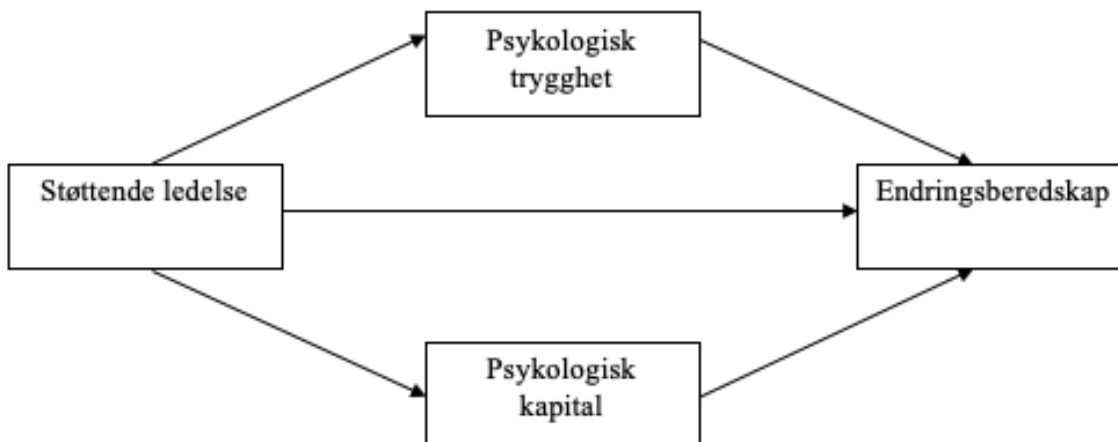 Psykologisk
trygghet
Støttende ledelse
Endringsberedskap
Psykologisk
kapital